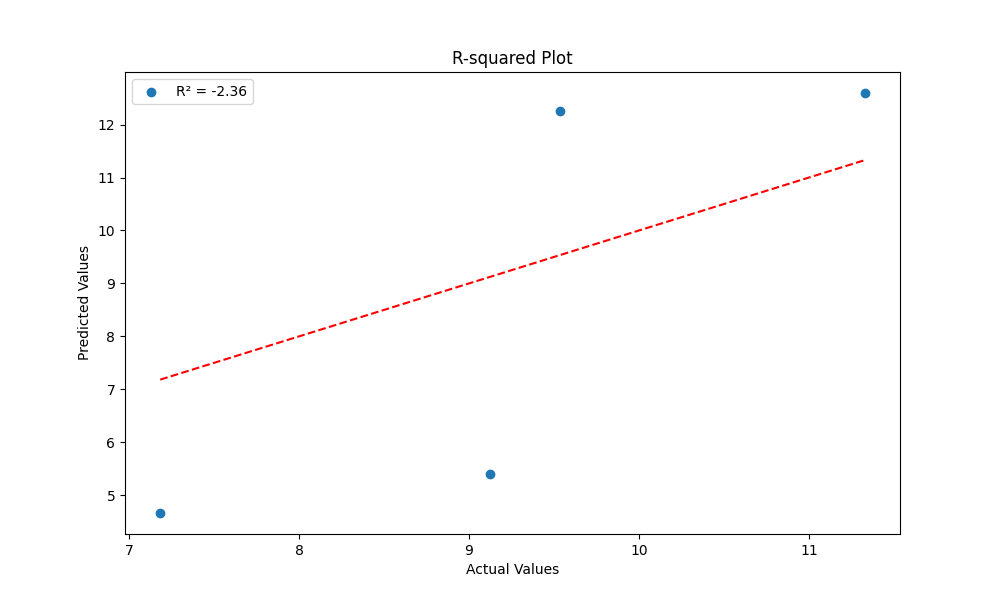 R-squared Plot
R² = -2.36
12
11
10
9
8
7
6
5
Predicted Values
7 8 9 10 11
Actual Values